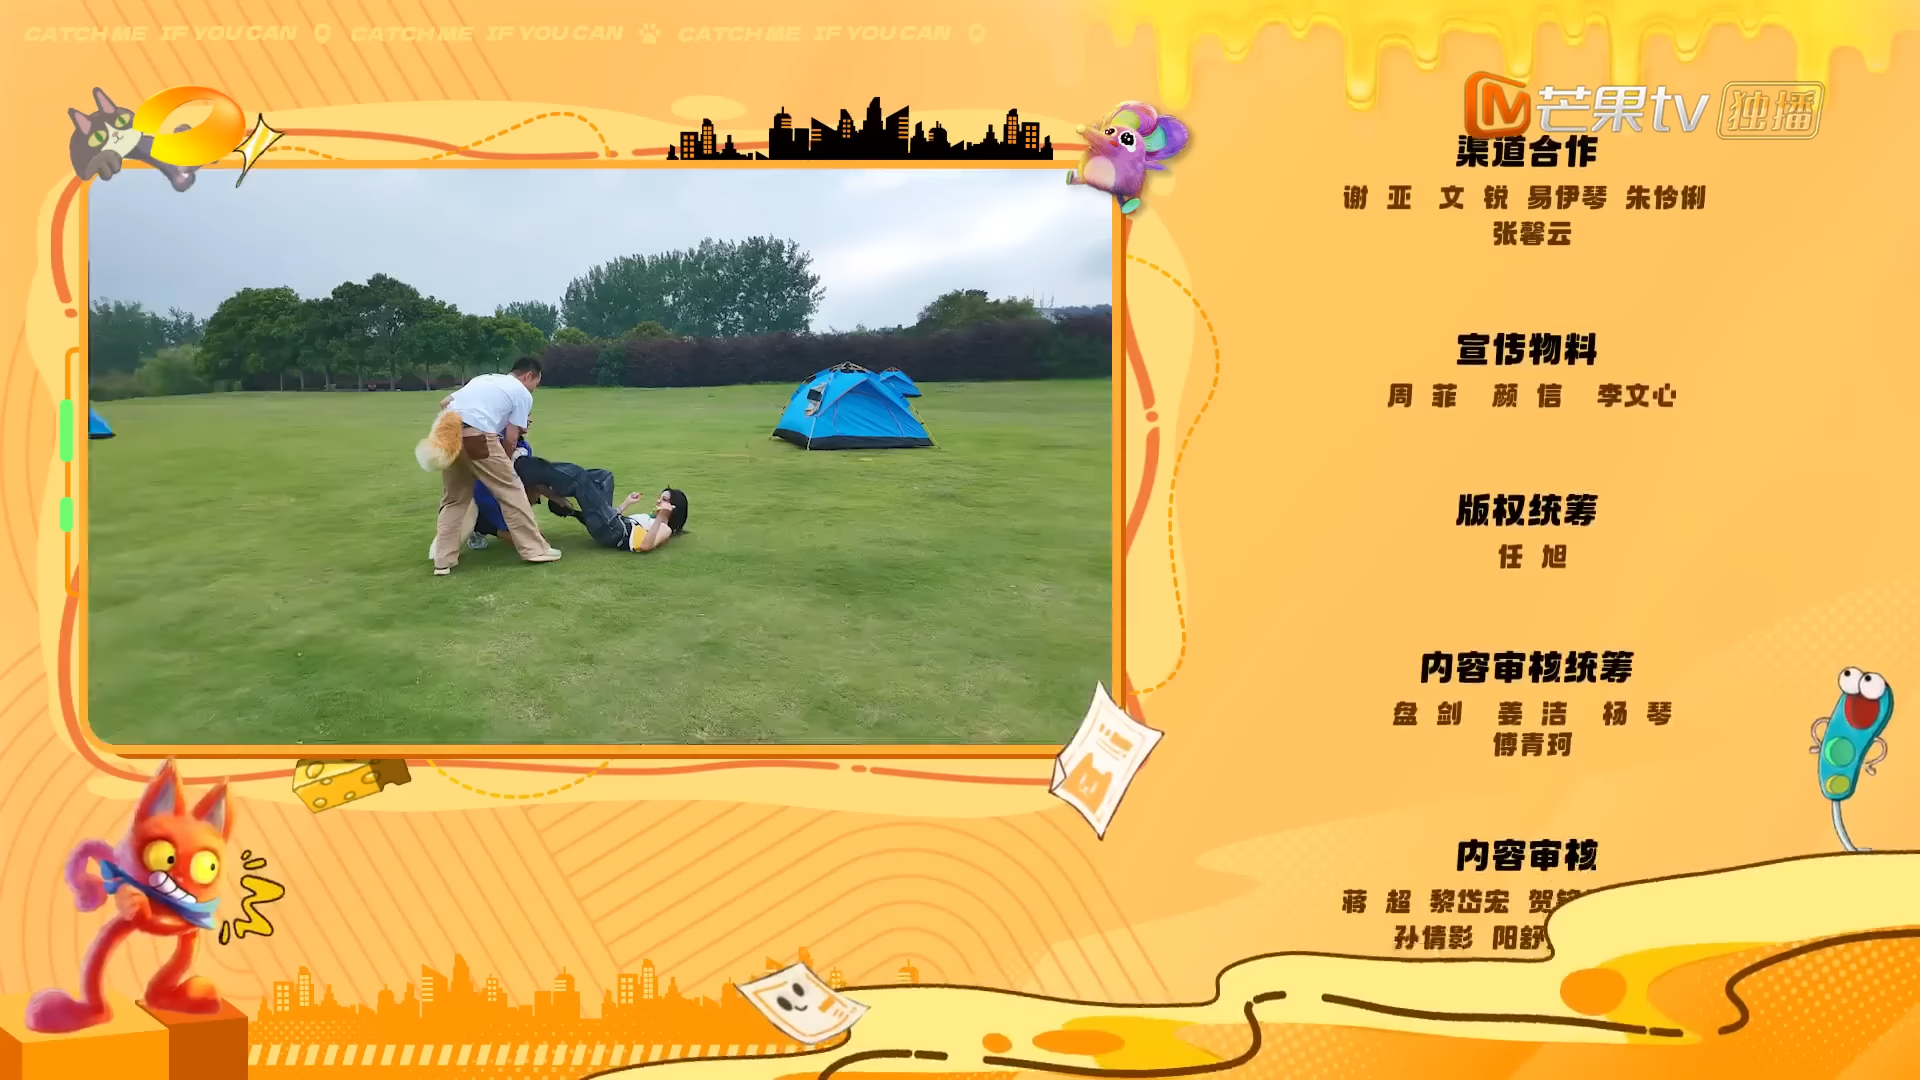 CATCH ME IF YOU CAN CATCH ME IF YOU CAN CATCH ME IF YOU CAN
芒果tv 独播
渠道合作
谢亚 文锐 易伊琴 朱伶俐
张馨云
宣传物料
周菲 颜信 李文心
版权统筹
任旭
内容审核统筹
盘剑 姜洁 杨琴
傅青珂
内容审核
蒋超 黎岱宏 贺
孙倩影 阳舒